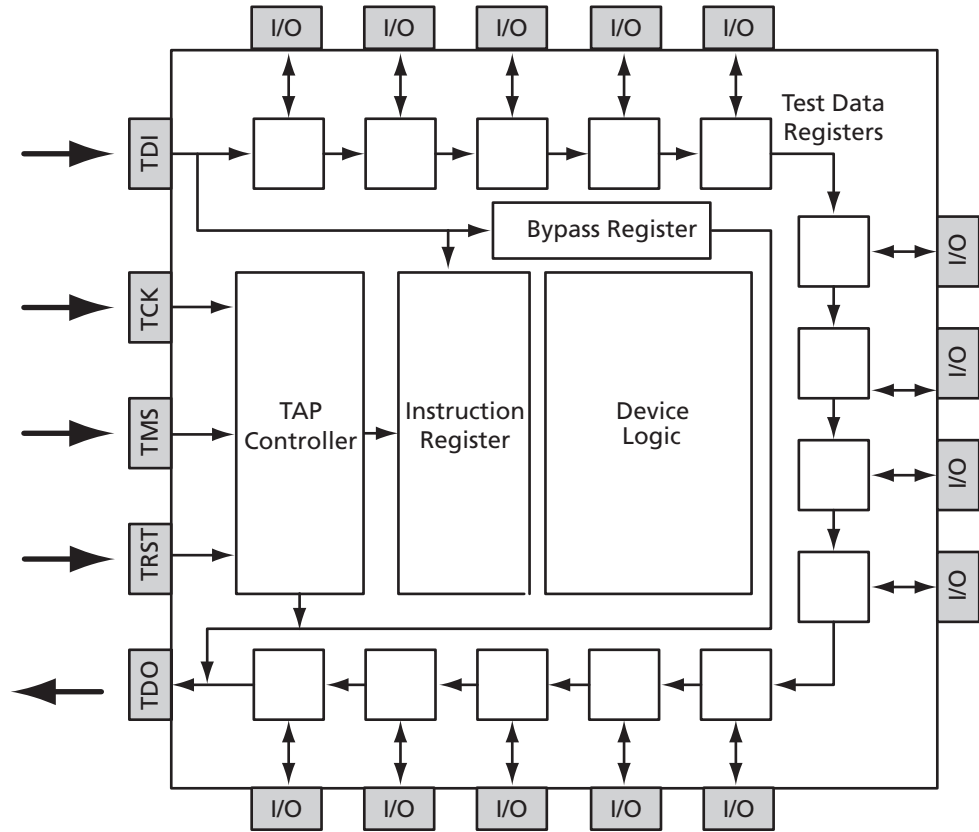 I/O I/O I/O I/O I/O
Test Data
Registers
TDI
Bypass Register
I/O
TCK
I/O
TAP
Controller
Instruction
Register
Device
Logic
TMS
I/O
TRST
I/O
TDO
I/O I/O I/O I/O I/O